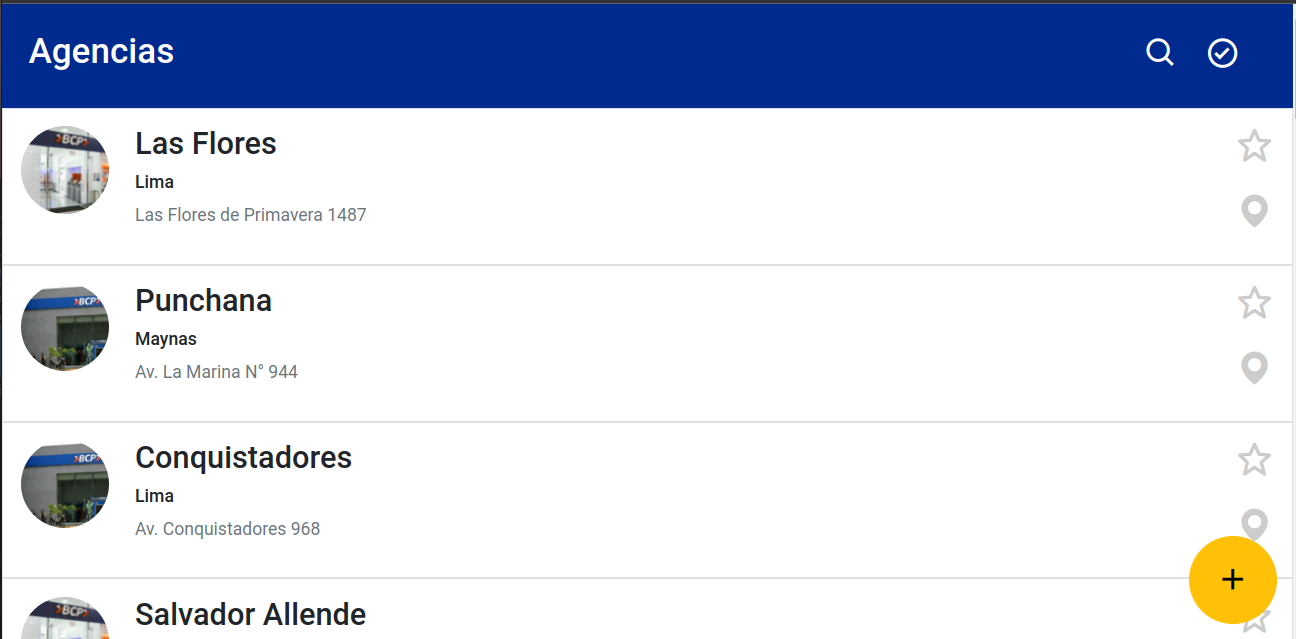 Agencias
BCP
Las Flores
Lima
Las Flores de Primavera 1487
BCP
Punchana
Maynas
Av. La Marina N° 944
BCP
Conquistadores
Lima
Av. Conquistadores 968
BCP
Salvador Allende